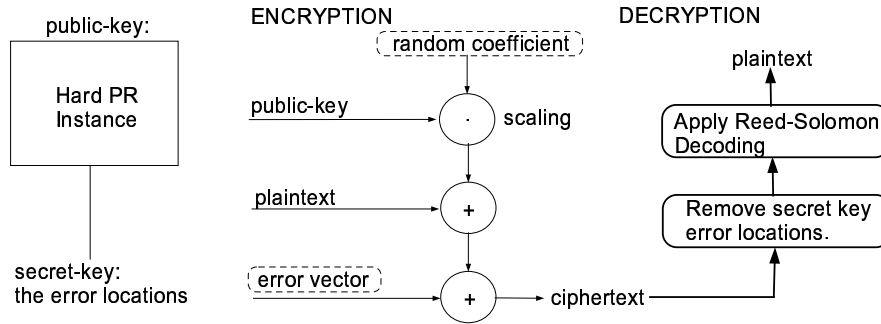 public-key:
Hard PR
Instance
secret-key:
the error locations
ENCRYPTION
random coefficient
public-key
·
scaling
plaintext
+
error vector
+
ciphertext
DECRYPTION
plaintext
Apply Reed-Solomon
Decoding
Remove secret key
error locations.